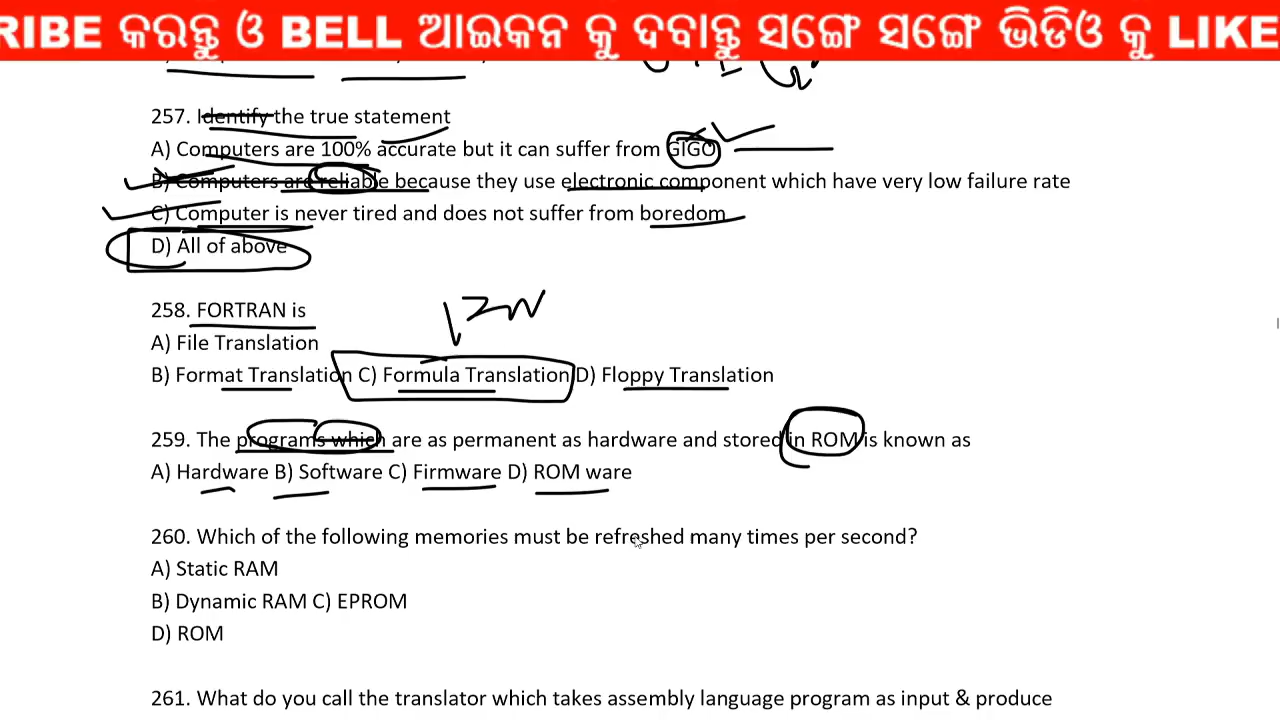 RIBE କରନ୍ତୁ ଓ BELL ଆଇକନ କୁ ଦବାନ୍ତୁ ସଙ୍ଗେ ସଙ୍ଗେ ଭିଡିଓ କୁ LIKE
257. Identify the true statement
A) Computers are 100% accurate but it can suffer from GIGO
B) Computers are reliable because they use electronic component which have very low failure rate
C) Computer is never tired and does not suffer from boredom
D) All of above
258. FORTRAN is
A) File Translation
B) Format Translation C) Formula Translation D) Floppy Translation
259. The programs which are as permanent as hardware and stored in ROM is known as
A) Hardware B) Software C) Firmware D) ROM ware
260. Which of the following memories must be refreshed many times per second?
A) Static RAM
B) Dynamic RAM C) EPROM
D) ROM
261. What do you call the translator which takes assembly language program as input & produce